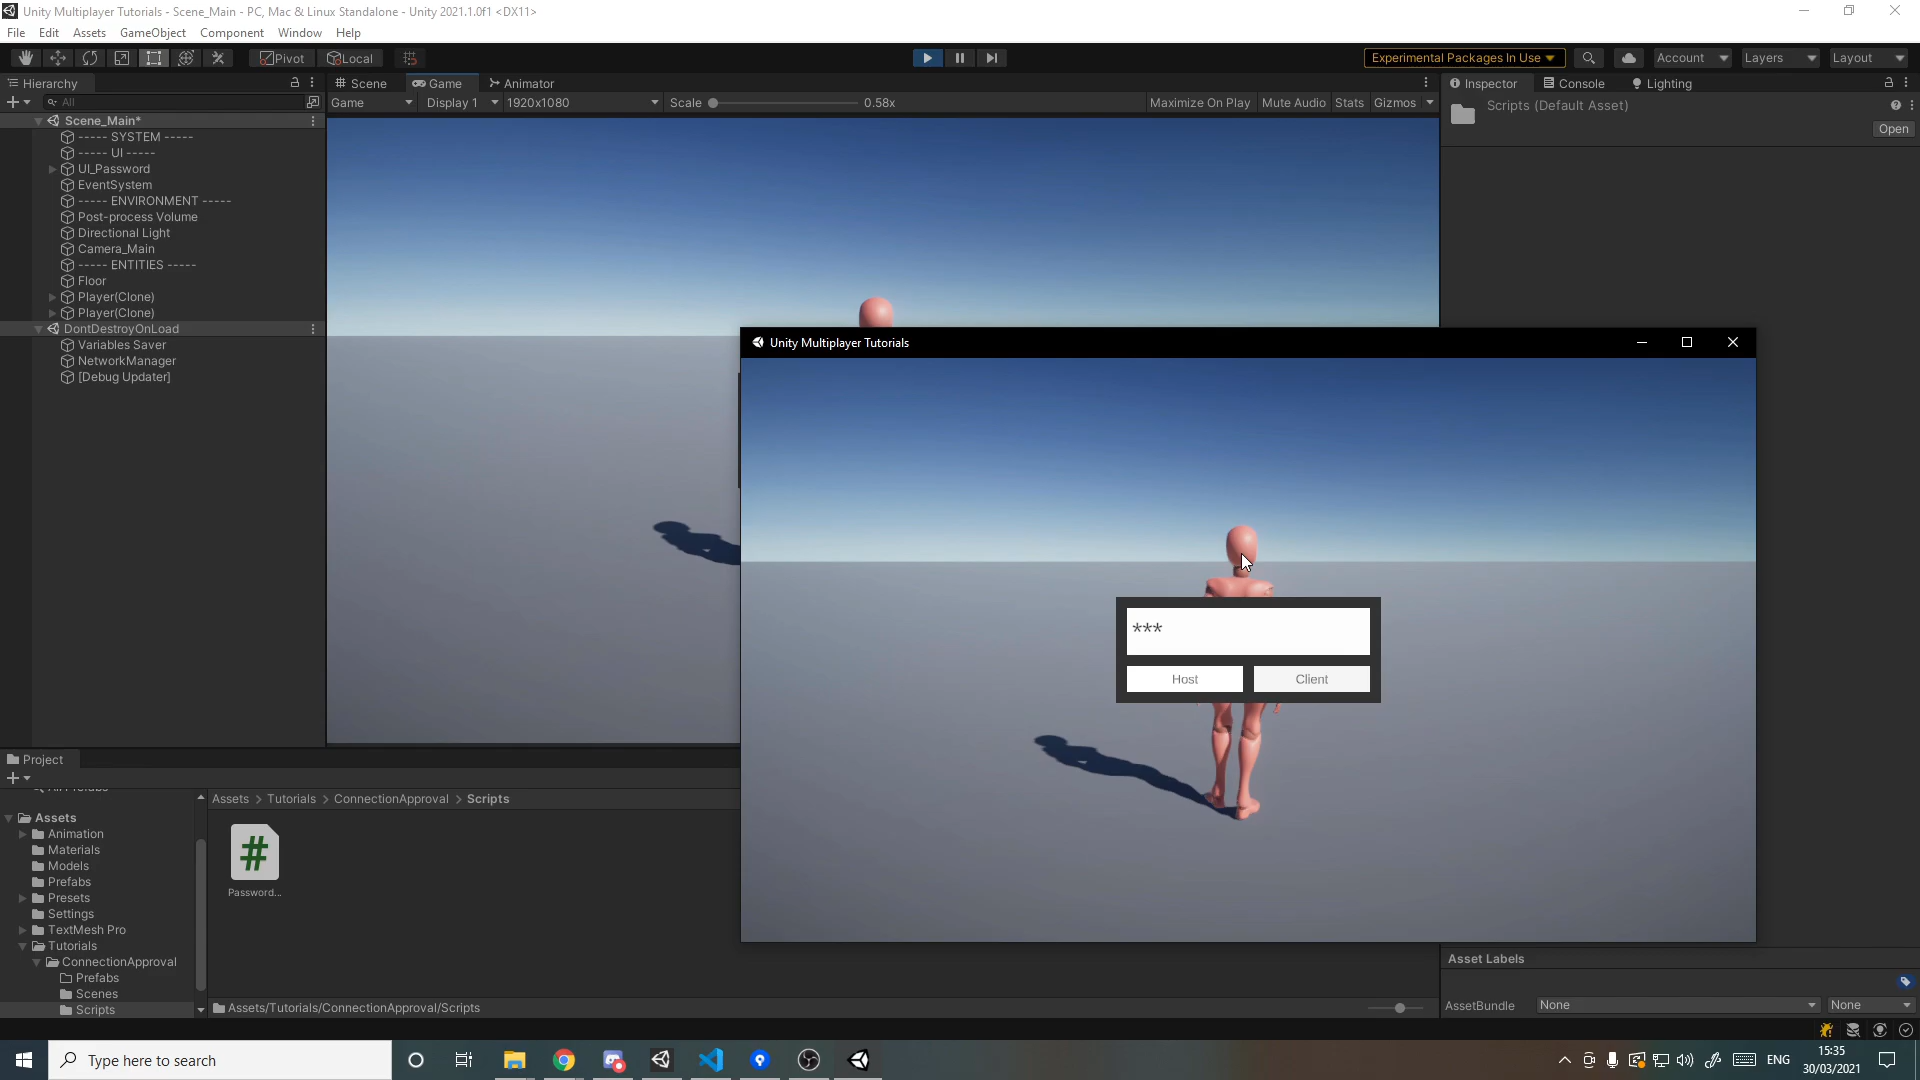 Unity Multiplayer Tutorials - Scene_Main - PC, Mac & Linux Standalone - Unity 2021.1.0f1 <DX11>
File Edit Assets GameObject Component Window Help
Pivot Local Experimental Packages In Use Account Layers Layout
Hierarchy Scene Game Animator Inspector Console Lighting
All Game Display 1 1920x1080 Scale 0.58x Maximize On Play Mute Audio Stats Gizmos Scripts (Default Asset)
Open
Scene_Main*
----- SYSTEM -----
----- UI -----
UI_Password
EventSystem
----- ENVIRONMENT -----
Post-process Volume
Directional Light
Camera_Main
----- ENTITIES -----
Floor
Player(Clone)
Player(Clone)
DontDestroyOnLoad
Variables Saver
NetworkManager
[Debug Updater]
Unity Multiplayer Tutorials
***
Host Client
Project
Assets > Tutorials > ConnectionApproval > Scripts
Assets
Animation
Materials
Models
Prefabs
Presets
Settings
TextMesh Pro
Tutorials
ConnectionApproval
Prefabs
Scenes
Scripts
#
Password...
Assets/Tutorials/ConnectionApproval/Scripts
Asset Labels
AssetBundle None None
Type here to search
ENG
15:35
30/03/2021